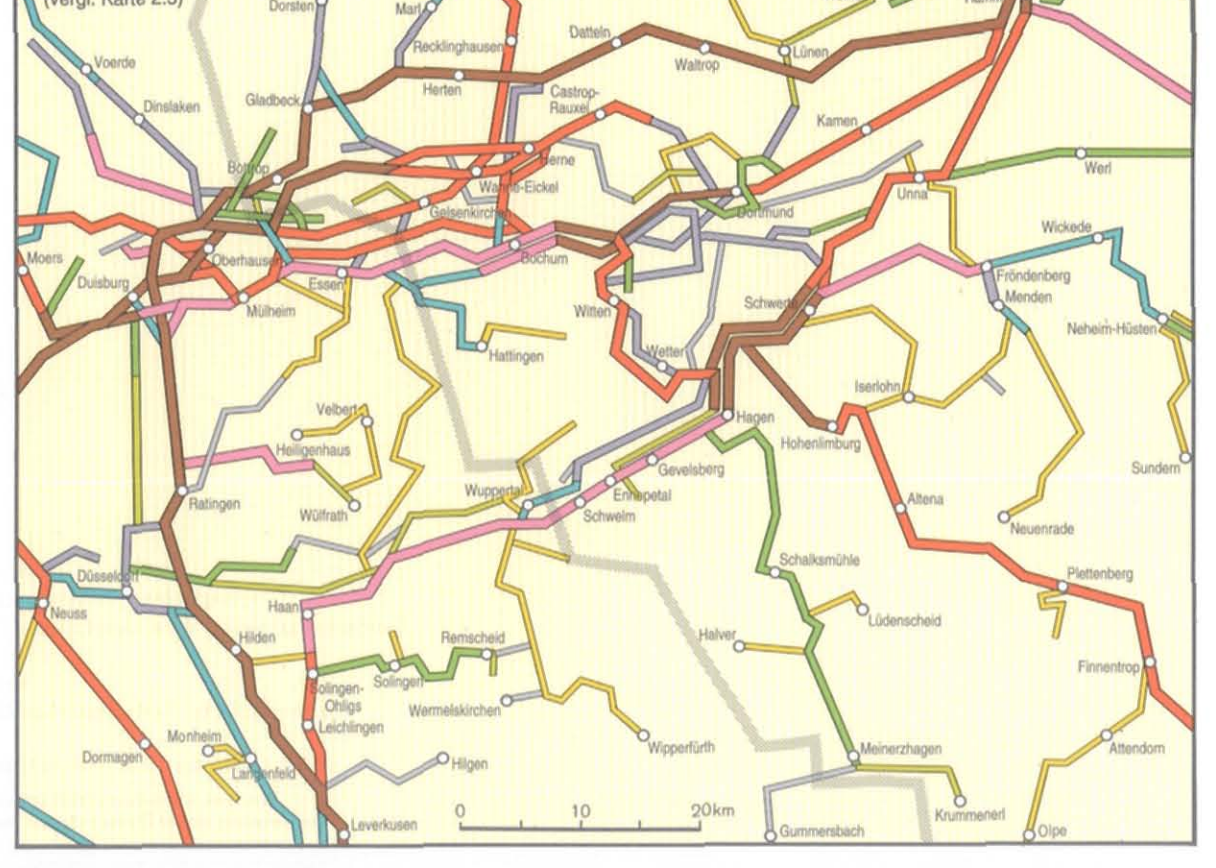 (vergl. Karte 2.3)
Dorsten
Marl
Recklinghausen
Datteln
Lünen
Voerde
Waltrop
Herten
Castrop-
Rauxel
Gladbeck
Dinslaken
Kamen
Bottrop
Herne
Wanne-Eickel
Werl
Unna
Gelsenkirchen
Dortmund
Wickede
Moers
Oberhausen
Bochum
Essen
Fröndenberg
Duisburg
Menden
Mülheim
Witten
Schwerte
Neheim-Hüsten
Hattingen
Wetter
Iserlohn
Velbert
Hagen
Hohenlimburg
Heiligenhaus
Gevelsberg
Sundern
Wuppertal
Ennepetal
Ratingen
Wülfrath
Schwelm
Altena
Neuenrade
Schalksmühle
Düsseldorf
Plettenberg
Haan
Neuss
Lüdenscheid
Hilden
Remscheid
Halver
Finnentrop
Solingen
Solingen-
Ohligs
Wermelskirchen
Leichlingen
Monheim
Wipperfürth
Meinerzhagen
Attendorn
Dormagen
Langenfeld
Hilgen
Krummenerl
0 10 20km
Leverkusen
Gummersbach
Olpe